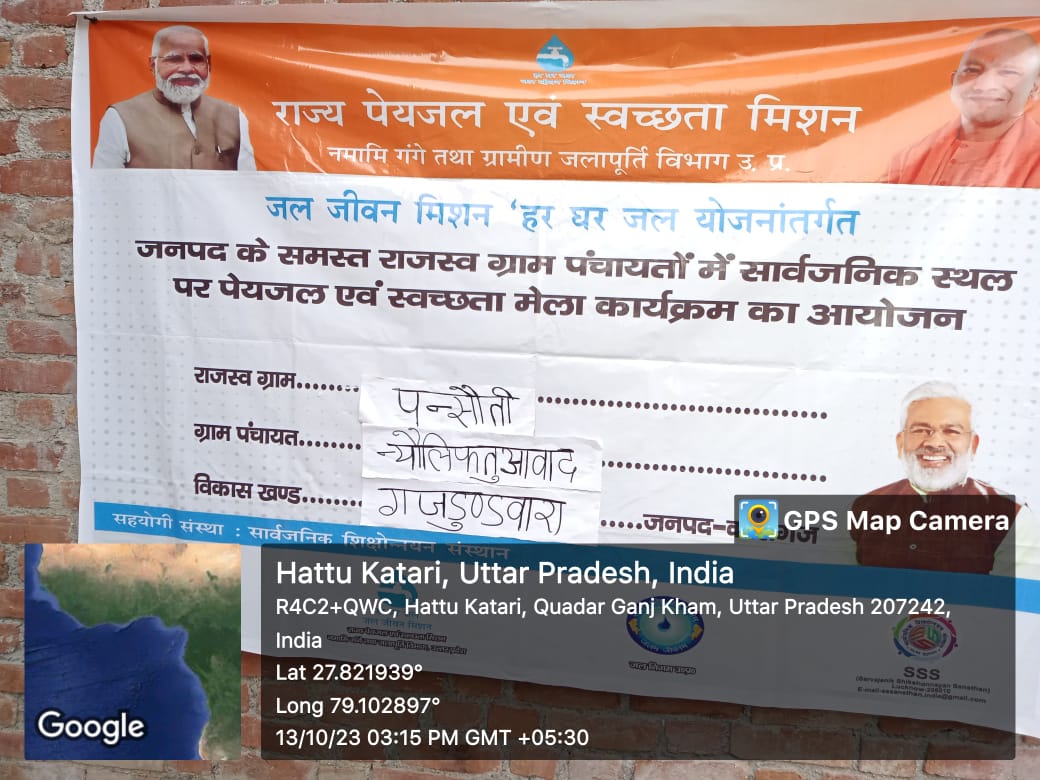 राज्य पेयजल एवं स्वच्छता मिशन
नमामि गंगे तथा ग्रामीण जलापूर्ति विभाग उ. प्र.
जल जीवन मिशन 'हर घर जल योजनांतर्गत
जनपद के समस्त राजस्व ग्राम पंचायतों में सार्वजनिक स्थल
पर पेयजल एवं स्वच्छता मेला कार्यक्रम का आयोजन
राजस्व ग्राम........ पन्सौती ................................
ग्राम पंचायत........ न्यौलिफतुआवाद ..........................
विकास खण्ड........ गजडुण्डवारा .....जनपद-
सहयोगी संस्था : सार्वजनिक शिक्षोन्नयन संस्थान
GPS Map Camera
Hattu Katari, Uttar Pradesh, India
R4C2+QWC, Hattu Katari, Quadar Ganj Kham, Uttar Pradesh 207242,
India
Lat 27.821939°
Long 79.102897°
13/10/23 03:15 PM GMT +05:30
Google
जल जीवन मिशन
SSS